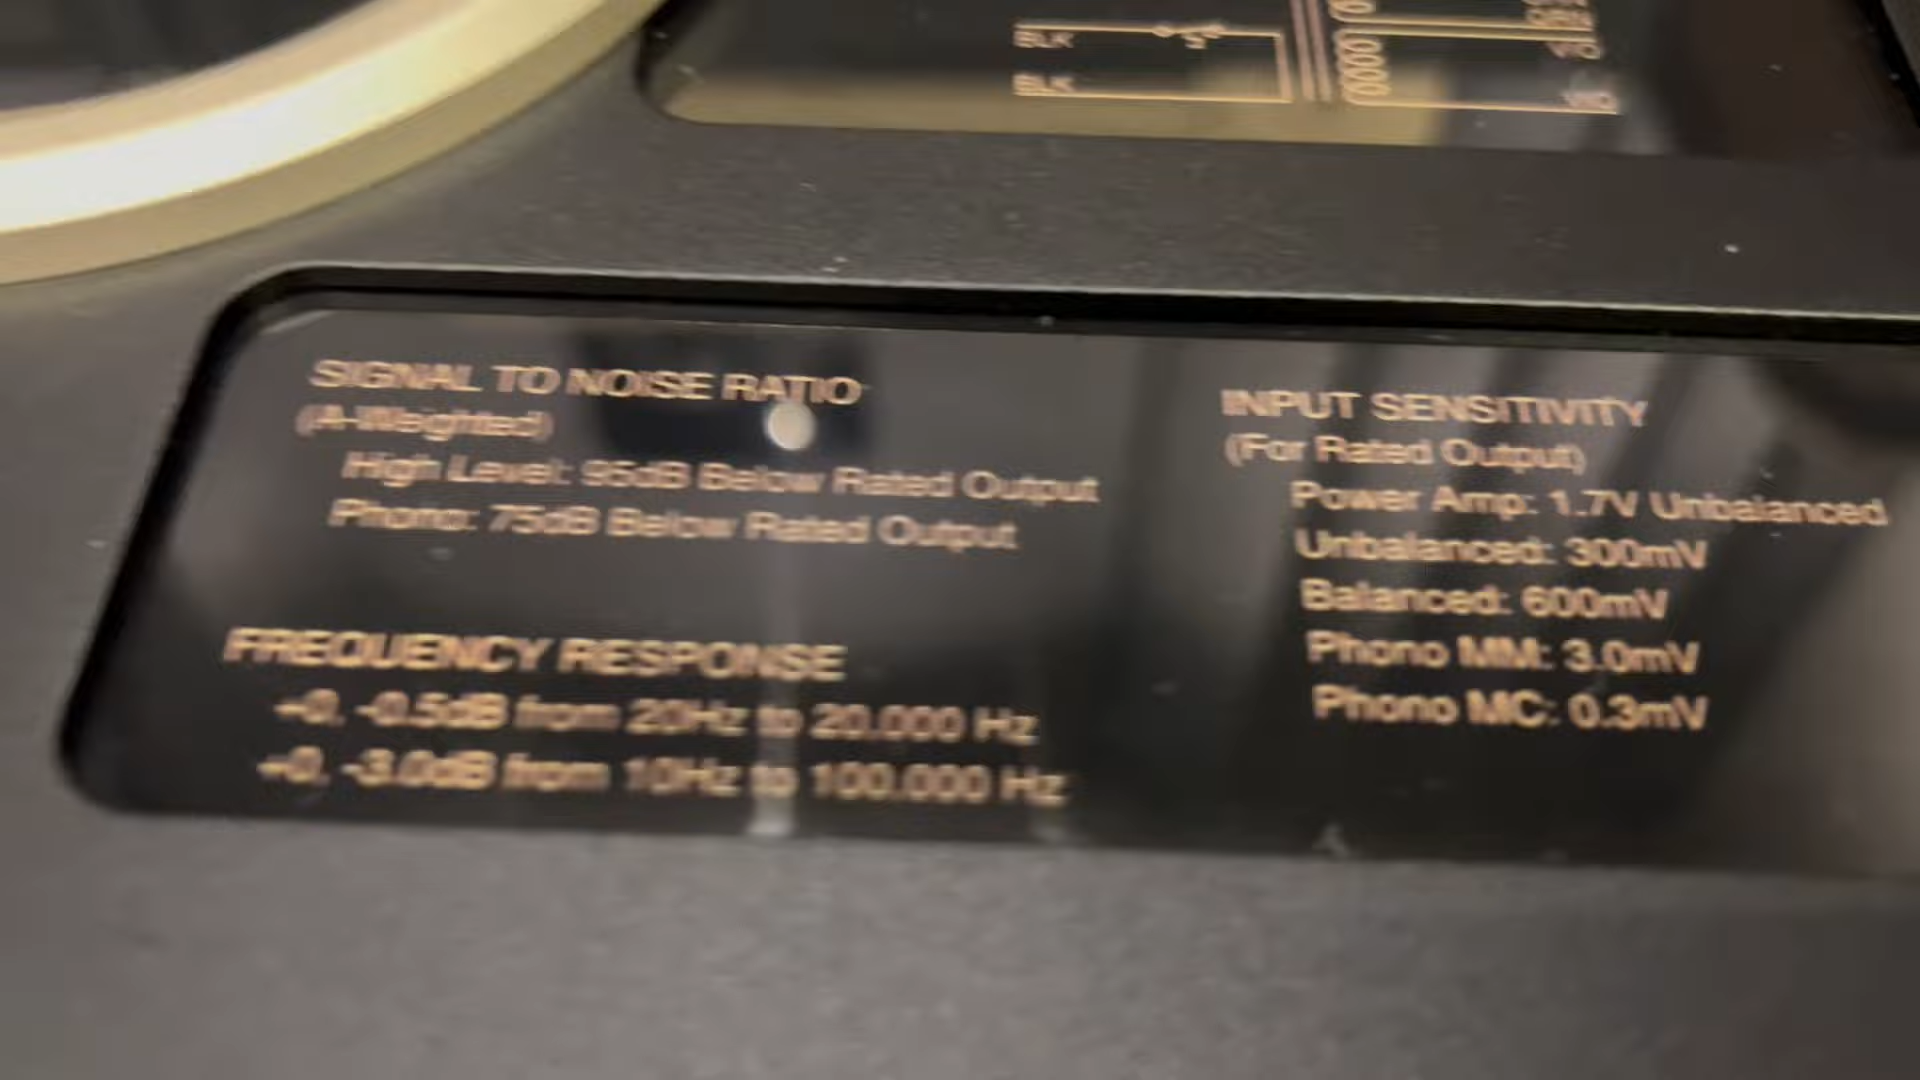 BLK
BLK
SIGNAL TO NOISE RATIO
(A-Weighted)
High Level: 95dB Below Rated Output
Phono: 75dB Below Rated Output
FREQUENCY RESPONSE
+0, -0.5dB from 20Hz to 20.000 Hz
+0, -3.0dB from 10Hz to 100.000 Hz
INPUT SENSITIVITY
(For Rated Output)
Power Amp: 1.7V Unbalanced
Unbalanced: 300mV
Balanced: 600mV
Phono MM: 3.0mV
Phono MC: 0.3mV